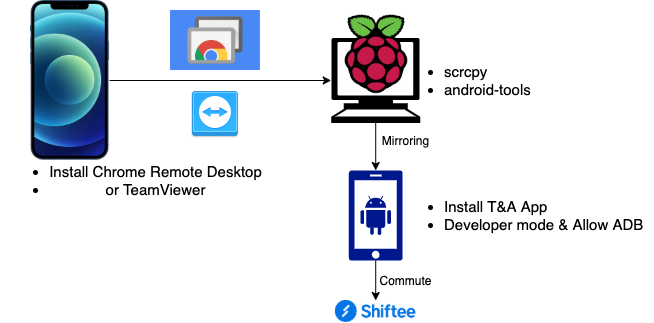 • scrcpy
• android-tools
Mirroring
• Install Chrome Remote Desktop
• or TeamViewer
• Install T&A App
• Developer mode & Allow ADB
Commute
Shiftee